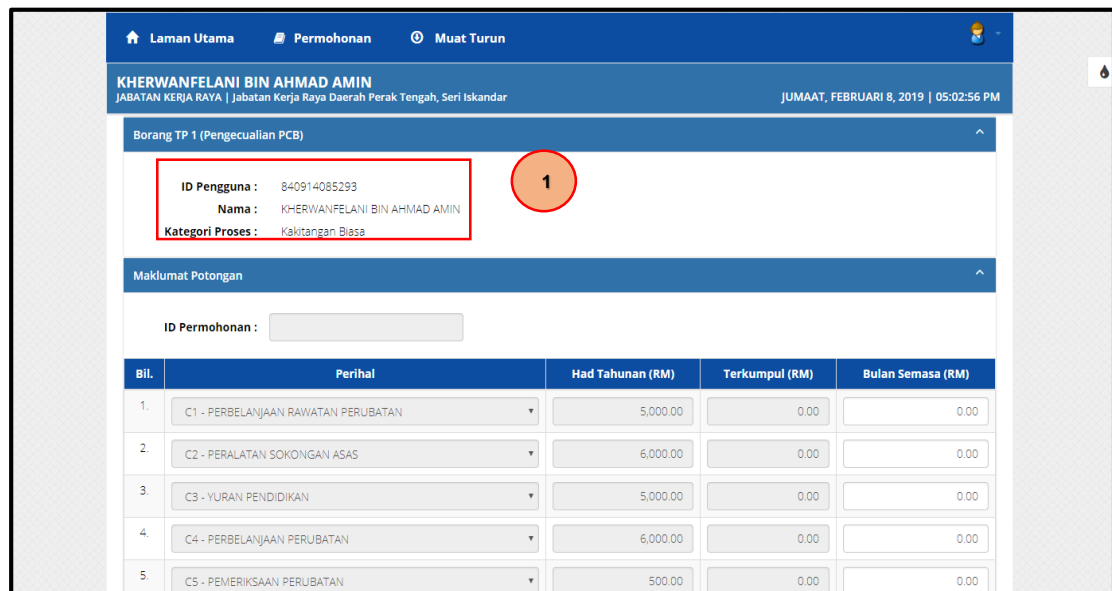 Laman Utama Permohonan Muat Turun
KHERWANFELANI BIN AHMAD AMIN
JABATAN KERJA RAYA | Jabatan Kerja Raya Daerah Perak Tengah, Seri Iskandar JUMAAT, FEBRUARI 8, 2019 | 05:02:56 PM
Borang TP 1 (Pengecualian PCB)
ID Pengguna : 840914085293
1
Nama : KHERWANFELANI BIN AHMAD AMIN
Kategori Proses : Kakitangan Biasa
Maklumat Potongan
ID Permohonan :
Bil. Perihal Had Tahunan (RM) Terkumpul (RM) Bulan Semasa (RM)
1. C1 - PERBELANJAAN RAWATAN PERUBATAN 5,000.00 0.00 0.00
2. C2 - PERALATAN SOKONGAN ASAS 6,000.00 0.00 0.00
3. C3 - YURAN PENDIDIKAN 5,000.00 0.00 0.00
4. C4 - PERBELANJAAN PERUBATAN 6,000.00 0.00 0.00
5. C5 - PEMERIKSAAN PERUBATAN 500.00 0.00 0.00